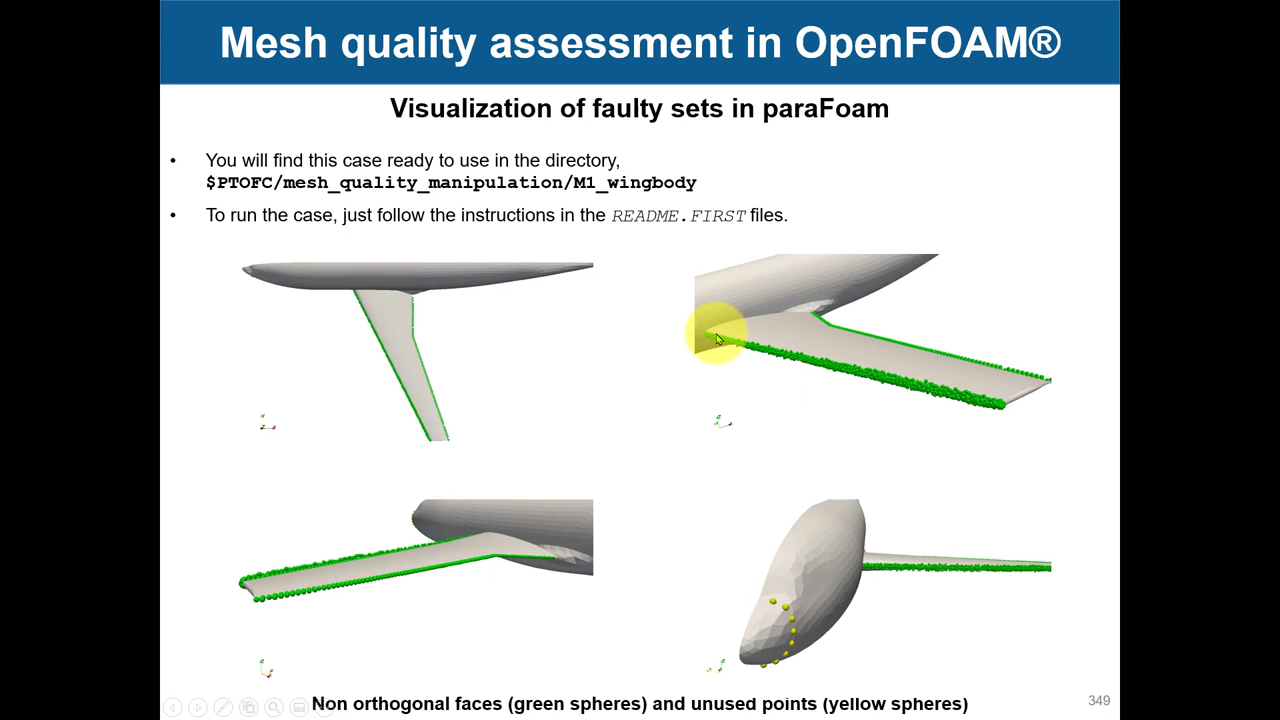 Mesh quality assessment in OpenFOAM®
Visualization of faulty sets in paraFoam
• You will find this case ready to use in the directory,
$PTOFC/mesh_quality_manipulation/M1_wingbody
• To run the case, just follow the instructions in the README.FIRST files.
Non orthogonal faces (green spheres) and unused points (yellow spheres)
349